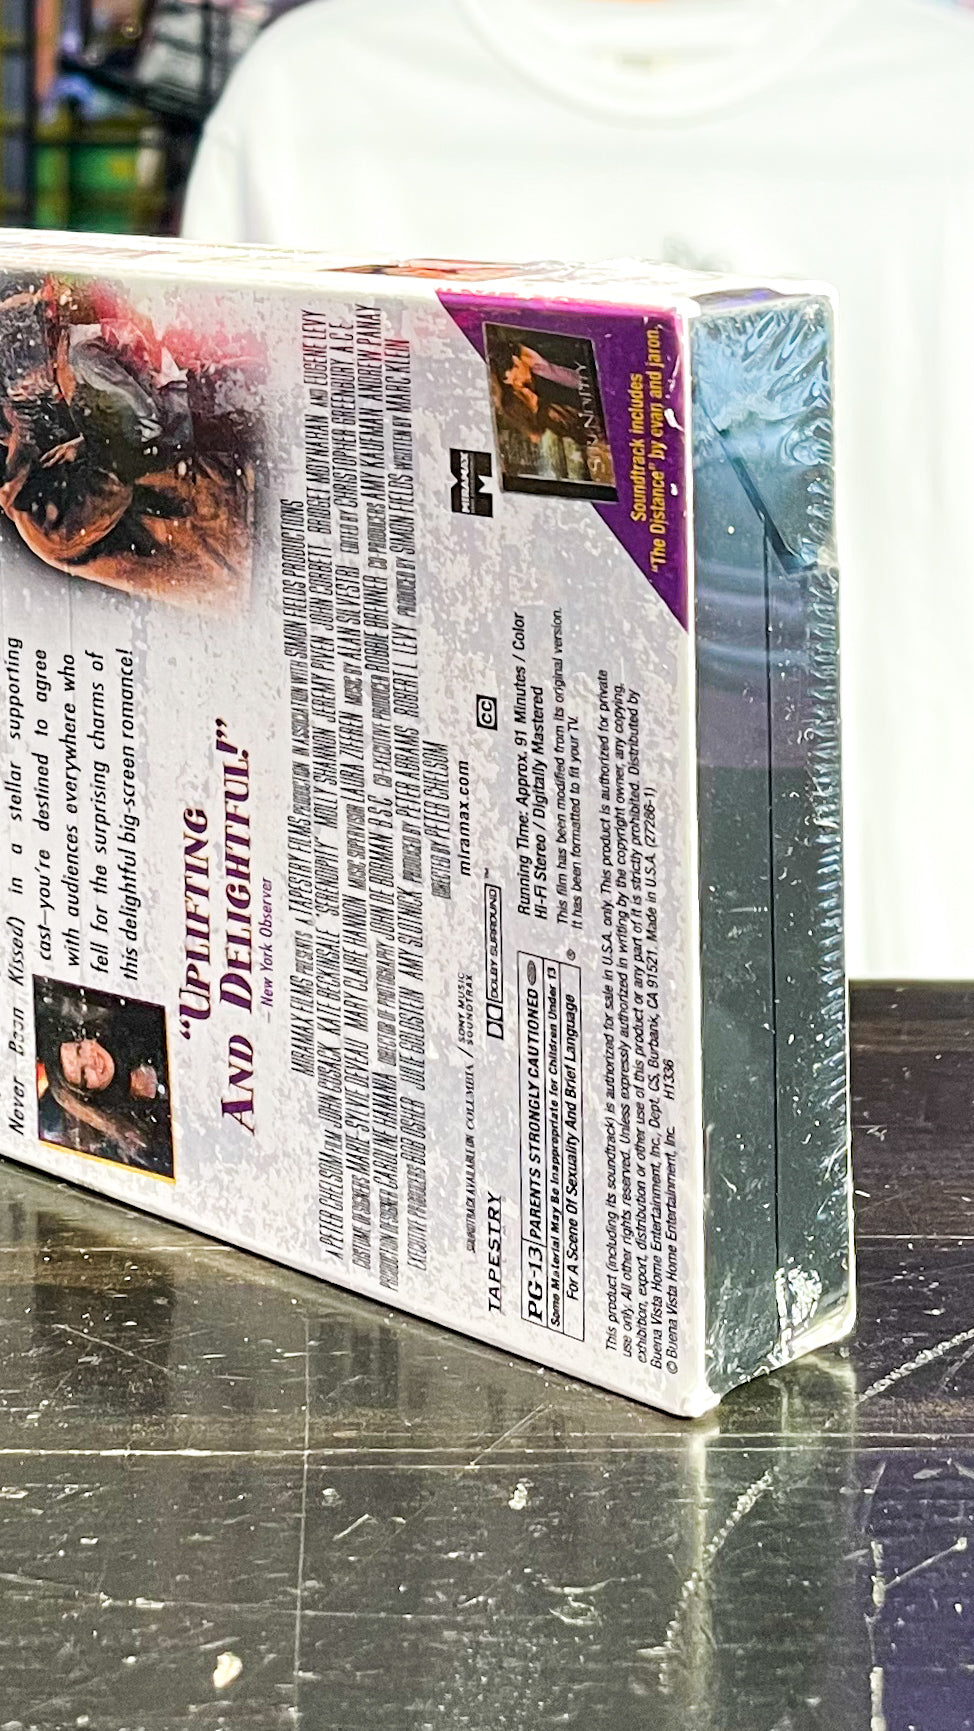 Never Been Kissed) in a stellar supporting
cast—you're destined to agree
with audiences everywhere who
fell for the surprising charms of
this delightful big-screen romance!
"UPLIFTING
AND DELIGHTFUL!"
– New York Observer
MIRAMAX FILMS PRESENTS A TAPESTRY FILMS PRODUCTION IN ASSOCIATION WITH SIMON FIELDS PRODUCTIONS
A PETER CHELSOM FILM JOHN CUSACK KATE BECKINSALE "SERENDIPITY" MOLLY SHANNON JEREMY PIVEN JOHN CORBETT BRIDGET MOYNAHAN AND EUGENE LEVY
COSTUME DESIGNERS MARIE-SYLVIE DEVEAU MARY CLAIRE HANNAN MUSIC SUPERVISION LAURA ZIFFREN MUSIC BY ALAN SILVESTRI EDITED BY CHRISTOPHER GREENBURY A.C.E.
PRODUCTION DESIGNER CAROLINE HANANIA DIRECTOR OF PHOTOGRAPHY JOHN DE BORMAN B.S.C. CO-EXECUTIVE PRODUCER ROBBIE BRENNER CO-PRODUCERS AMY KAUFMAN ANDREW PANAY
EXECUTIVE PRODUCERS BOB OSHER JULIE GOLDSTEIN AMY SLOTNICK PRODUCED BY PETER ABRAMS ROBERT L. LEVY PRODUCED BY SIMON FIELDS WRITTEN BY MARC KLEIN
DIRECTED BY PETER CHELSOM
SOUNDTRACK AVAILABLE ON COLUMBIA / SONY MUSIC SOUNDTRAX
miramax.com
MIRAMAX
TAPESTRY
DOLBY SURROUND ™
CC
PG-13 PARENTS STRONGLY CAUTIONED
Some Material May Be Inappropriate for Children Under 13
For A Scene Of Sexuality And Brief Language
®
Running Time: Approx. 91 Minutes / Color
Hi-Fi Stereo / Digitally Mastered
This film has been modified from its original version.
It has been formatted to fit your TV.
This product (including its soundtrack) is authorized for sale in U.S.A. only. This product is authorized for private
use only. All other rights reserved. Unless expressly authorized in writing by the copyright owner, any copying,
exhibition, export, distribution or other use of this product or any part of it is strictly prohibited. Distributed by
Buena Vista Home Entertainment, Inc., Dept. CS, Burbank, CA 91521. Made in U.S.A. (27286-1)
© Buena Vista Home Entertainment, Inc. H1336
SERENDIPITY
Soundtrack includes
"The Distance" by evan and jaron.